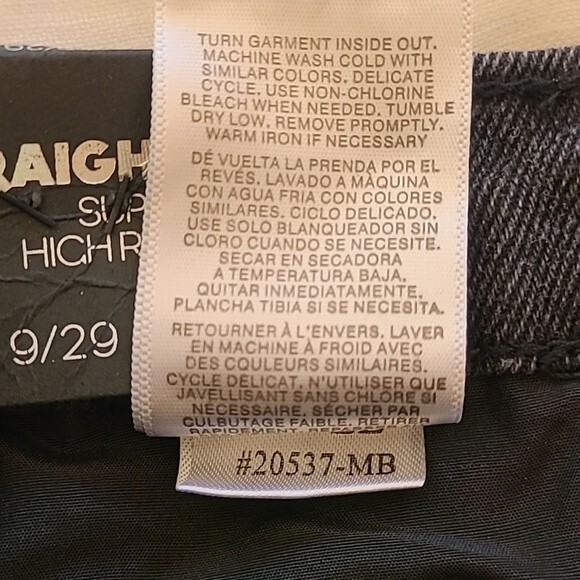 RAIGH
SUP
HIGH R
9/29
TURN GARMENT INSIDE OUT.
MACHINE WASH COLD WITH
SIMILAR COLORS. DELICATE
CYCLE. USE NON-CHLORINE
BLEACH WHEN NEEDED. TUMBLE
DRY LOW. REMOVE PROMPTLY.
WARM IRON IF NECESSARY
DÉ VUELTA LA PRENDA POR EL
REVÉS. LAVADO A MÀQUINA
CON AGUA FRIA CON COLORES
SIMILARES. CICLO DELICADO.
USE SOLO BLANQUEADOR SIN
CLORO CUANDO SE NECESITE.
SECAR EN SECADORA
A TEMPERATURA BAJA.
QUITAR INMEDIATAMENTE.
PLANCHA TIBIA SI SE NECESITA.
RETOURNER À L'ENVERS. LAVER
EN MACHINE À FROID AVEC
DES COULEURS SIMILAIRES.
CYCLE DÉLICAT. N'UTILISER QUE
JAVELLISANT SANS CHLORE SI
NÉCESSAIRE. SÉCHER PAR
CULBUTAGE FAIBLE. RETIRER
RAPIDEMENT.
#20537-MB